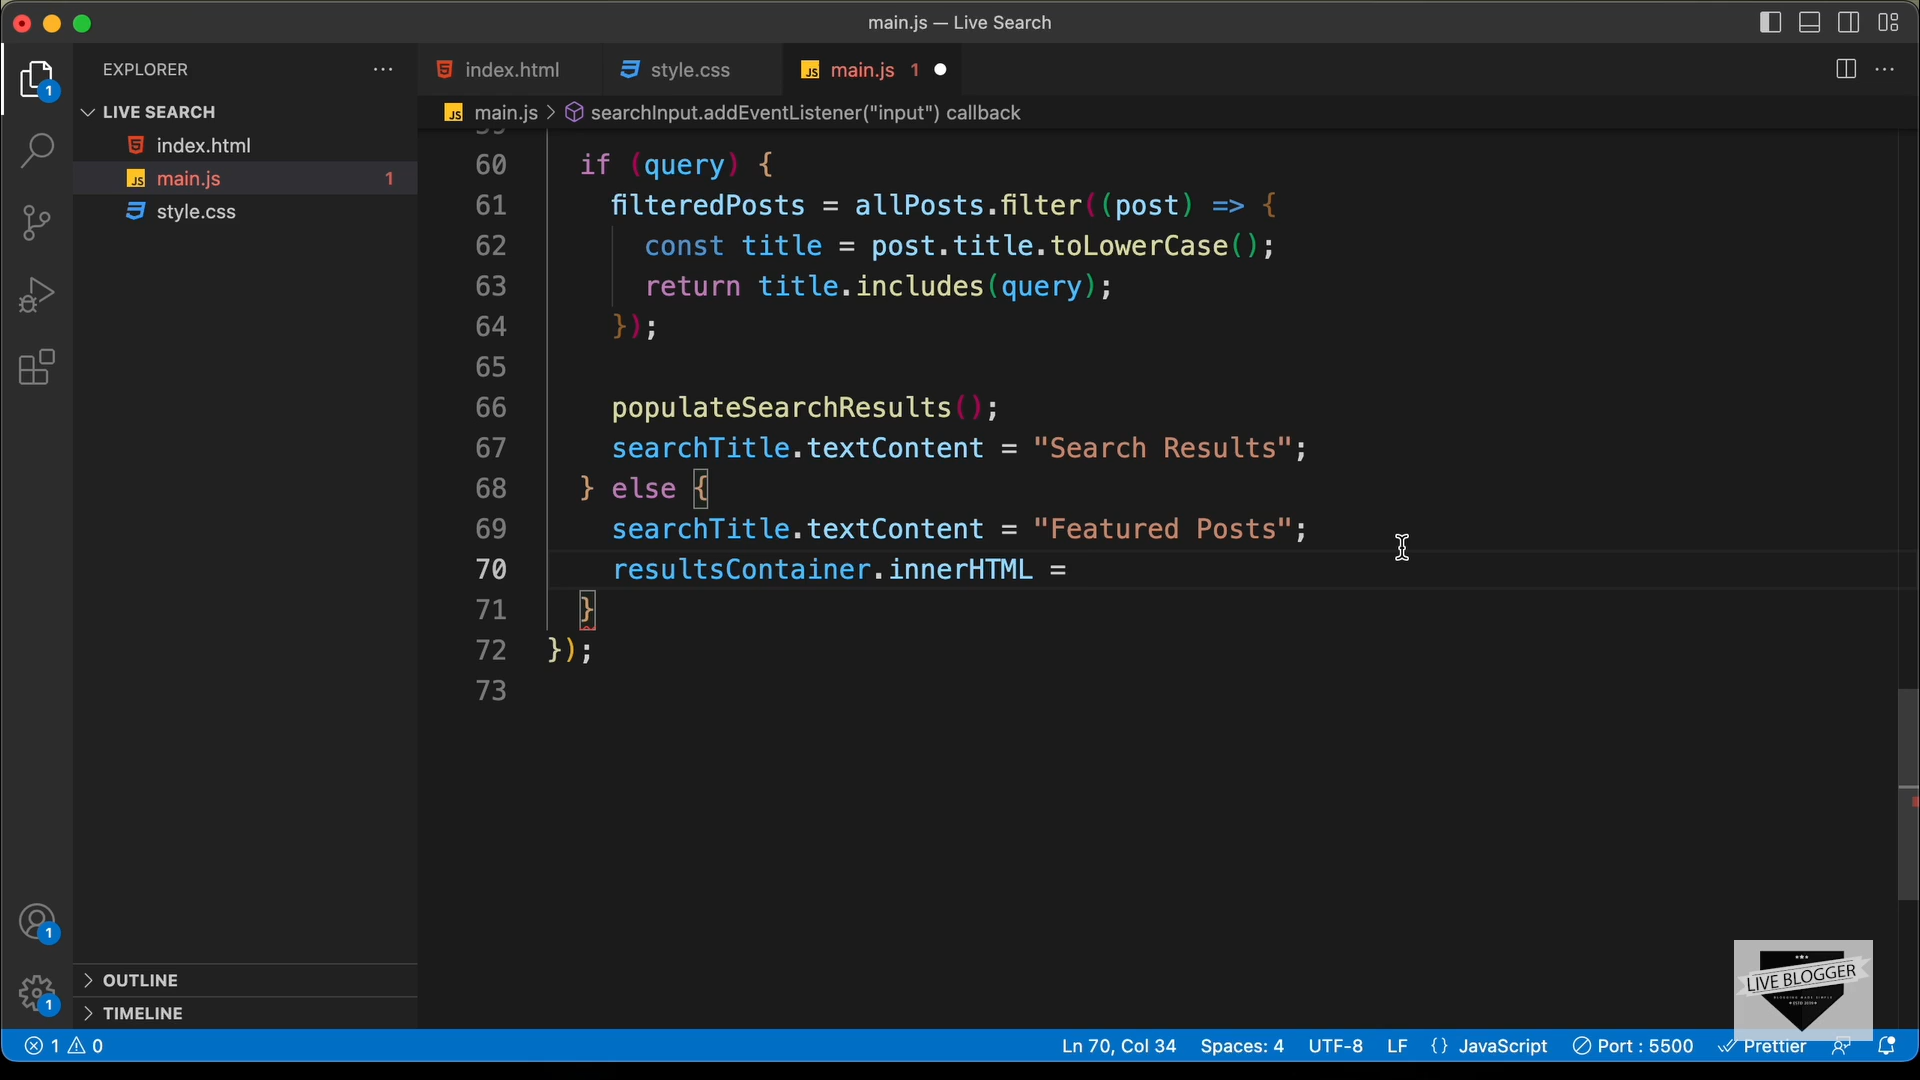 main.js — Live Search
EXPLORER
LIVE SEARCH
index.html
main.js 1
style.css
index.html
style.css
main.js 1
main.js > searchInput.addEventListener("input") callback
60 if (query) {
61 filteredPosts = allPosts.filter((post) => {
62 const title = post.title.toLowerCase();
63 return title.includes(query);
64 });
65
66 populateSearchResults();
67 searchTitle.textContent = "Search Results";
68 } else {
69 searchTitle.textContent = "Featured Posts";
70 resultsContainer.innerHTML =
71 }
72 });
73
1
1
1
OUTLINE
TIMELINE
LIVE BLOGGER
1 0
Ln 70, Col 34 Spaces: 4 UTF-8 LF {} JavaScript Port : 5500 Prettier